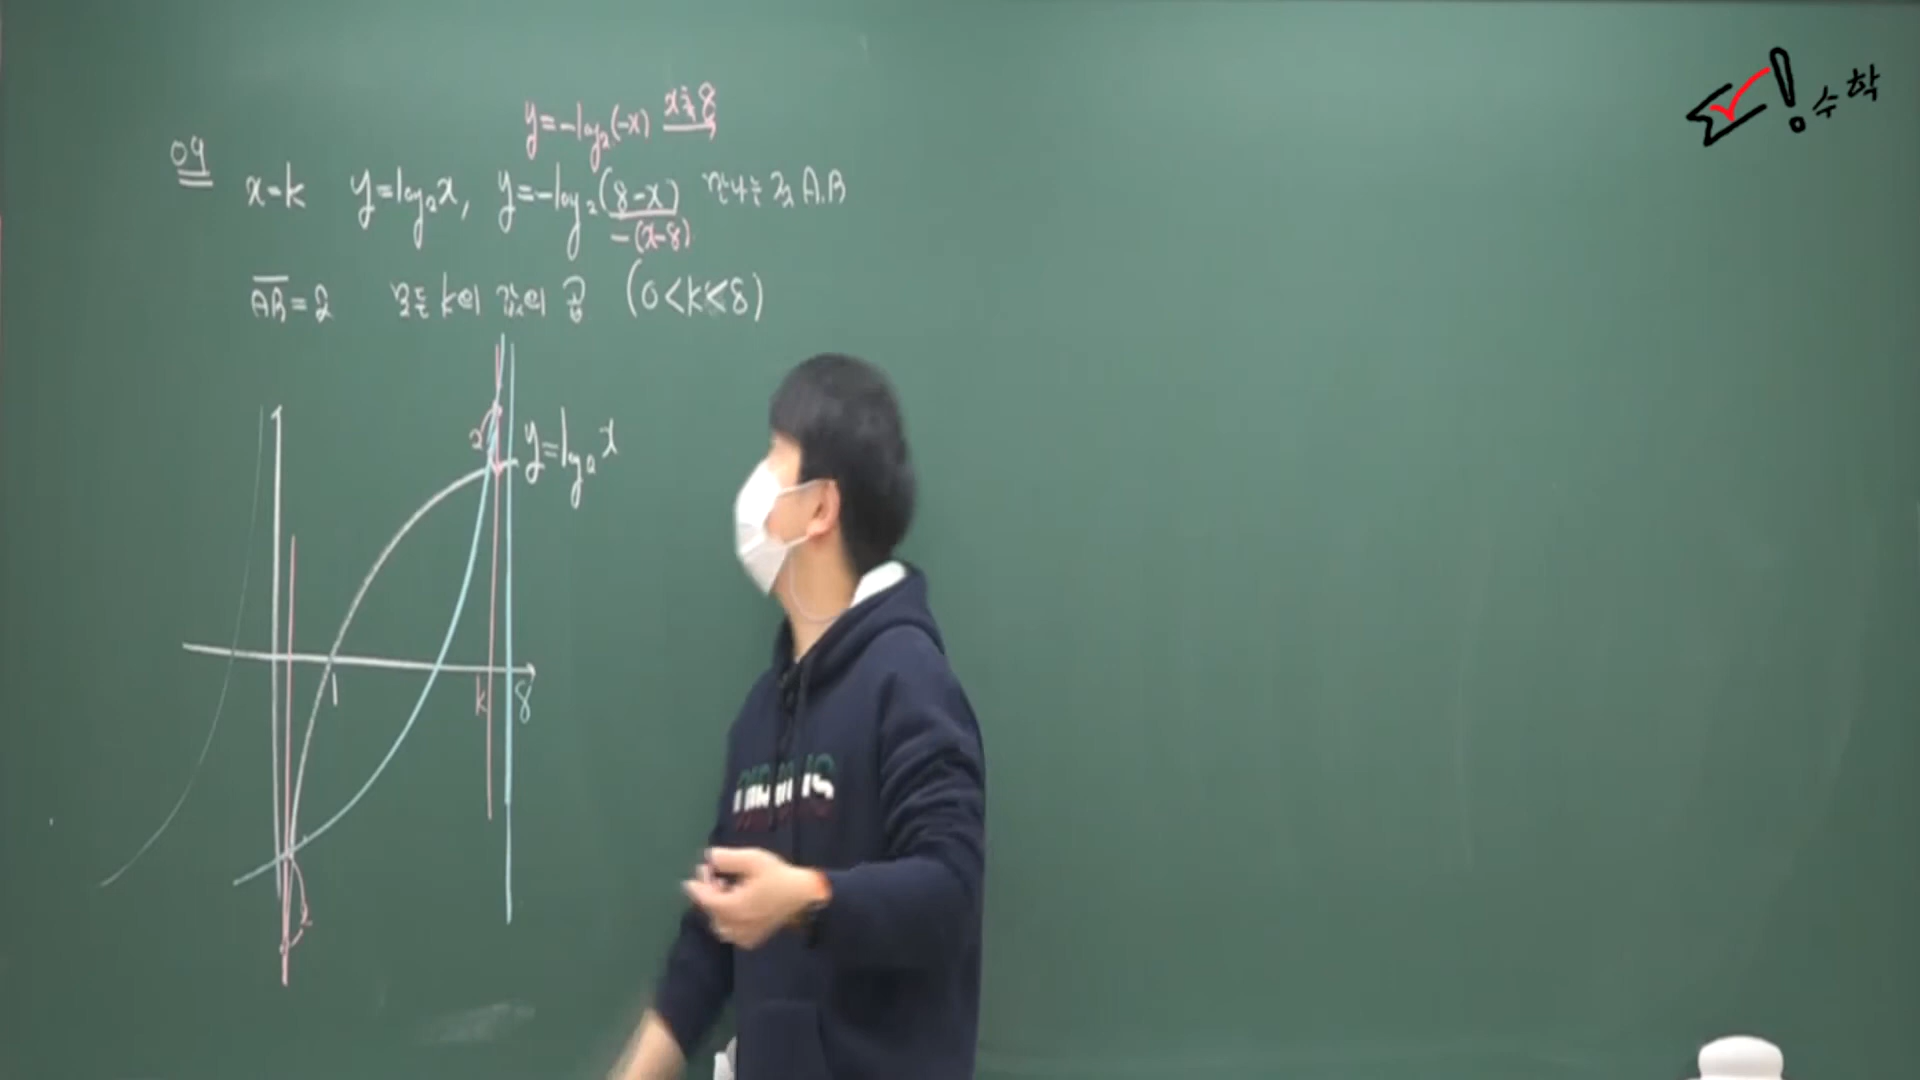 수학
y=-log₂(-x) x축 8
09 x=k y=log₂x, y=-log₂(8-x) 만나는 점 A,B
-(x-8)
AB=2 모든 k의 값의 곱 (0<k<8)
2 y=log₂x
1 k 8